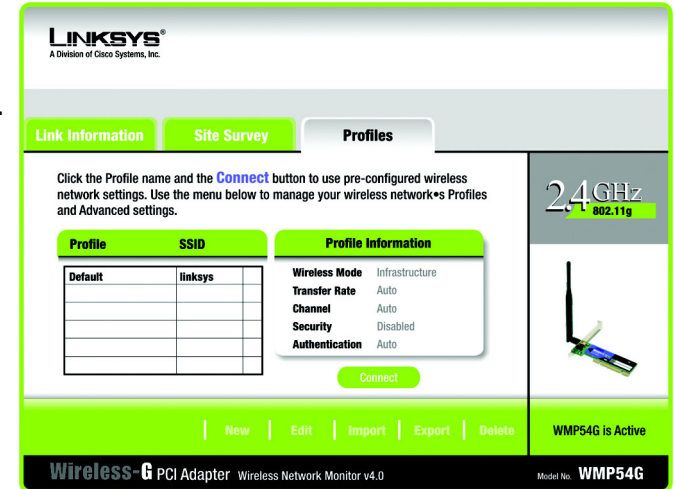 LINKSYS®
A Division of Cisco Systems, Inc.
Link Information
Site Survey
Profiles
Click the Profile name and the Connect button to use pre-configured wireless
network settings. Use the menu below to manage your wireless network•s Profiles
and Advanced settings.
2.4GHz
802.11g
Profile SSID
Default linksys
Profile Information
Wireless Mode Infrastructure
Transfer Rate Auto
Channel Auto
Security Disabled
Authentication Auto
Connect
New Edit Import Export Delete
WMP54G is Active
Wireless-G PCI Adapter Wireless Network Monitor v4.0
Model No. WMP54G